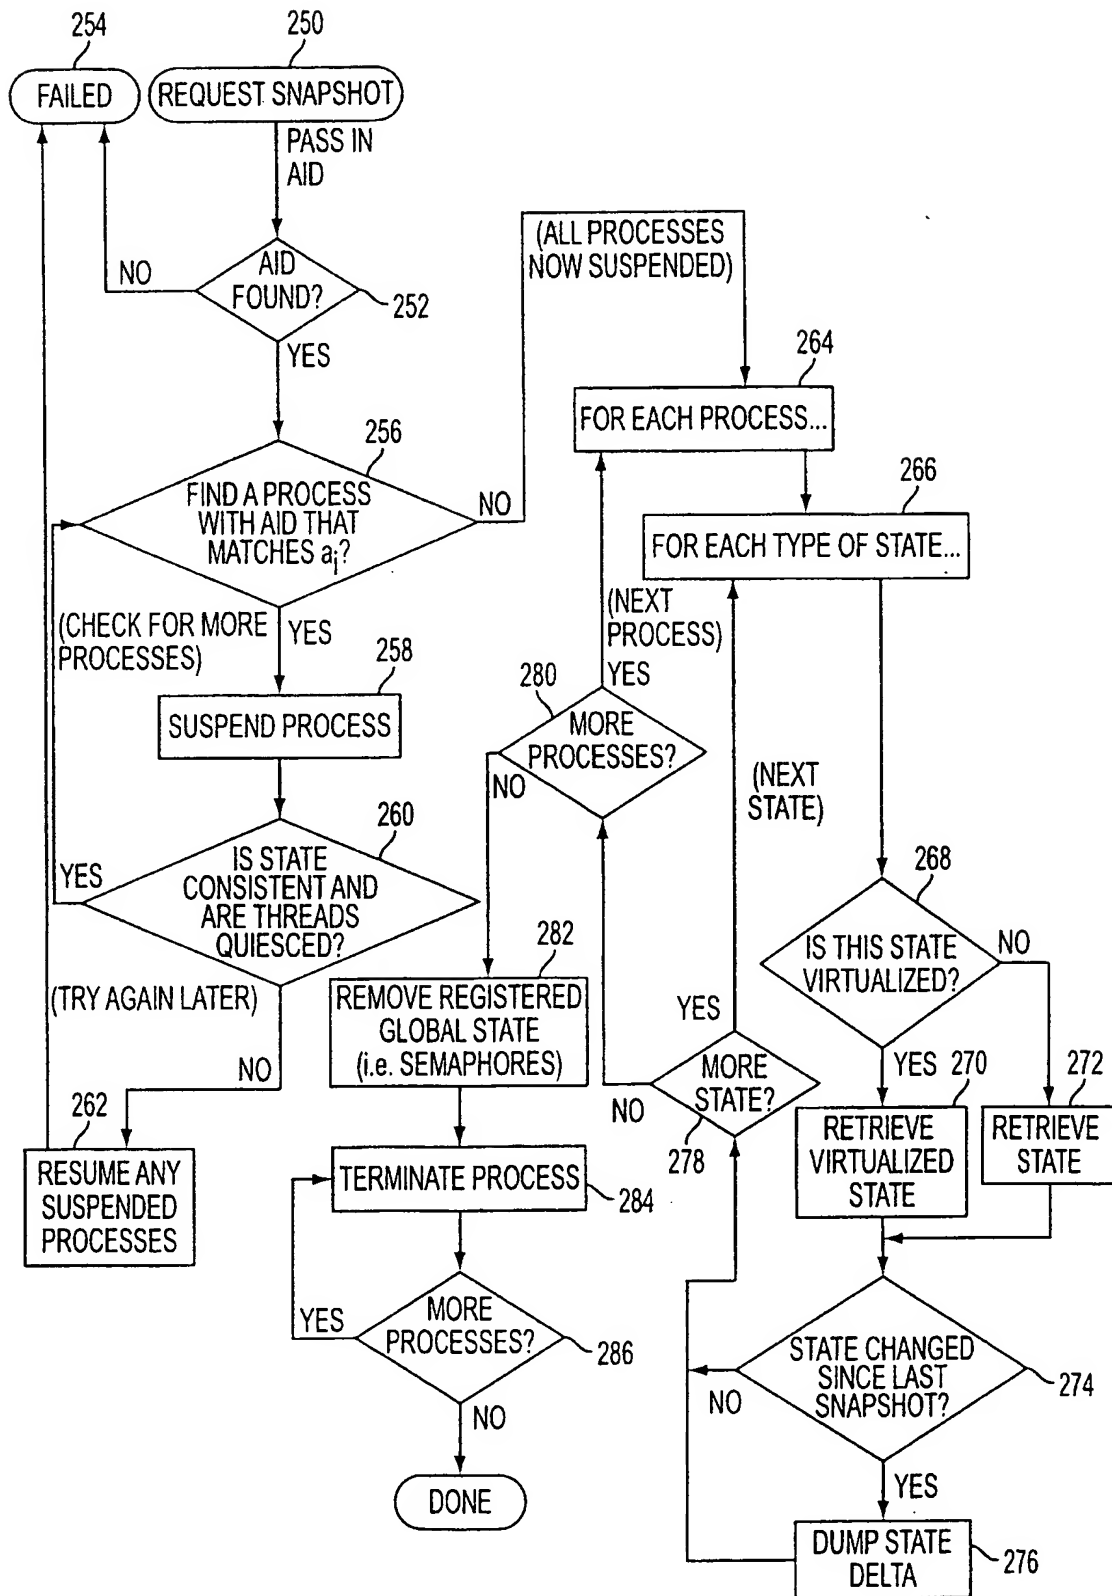 254
FAILED
250
REQUEST SNAPSHOT
PASS IN
AID
NO
AID
FOUND?
252
YES
(ALL PROCESSES
NOW SUSPENDED)
256
FIND A PROCESS
WITH AID THAT
MATCHES ai?
NO
264
FOR EACH PROCESS...
266
FOR EACH TYPE OF STATE...
(CHECK FOR MORE
PROCESSES)
YES
258
SUSPEND PROCESS
(NEXT
PROCESS)
YES
280
MORE
PROCESSES?
NO
(NEXT
STATE)
260
YES
IS STATE
CONSISTENT AND
ARE THREADS
QUIESCED?
268
IS THIS STATE
VIRTUALIZED?
NO
(TRY AGAIN LATER)
NO
282
REMOVE REGISTERED
GLOBAL STATE
(i.e. SEMAPHORES)
YES
MORE
STATE?
NO
278
YES
270
RETRIEVE
VIRTUALIZED
STATE
272
RETRIEVE
STATE
262
RESUME ANY
SUSPENDED
PROCESSES
TERMINATE PROCESS
284
YES
MORE
PROCESSES?
286
NO
DONE
STATE CHANGED
SINCE LAST
SNAPSHOT?
274
NO
YES
DUMP STATE
DELTA
276